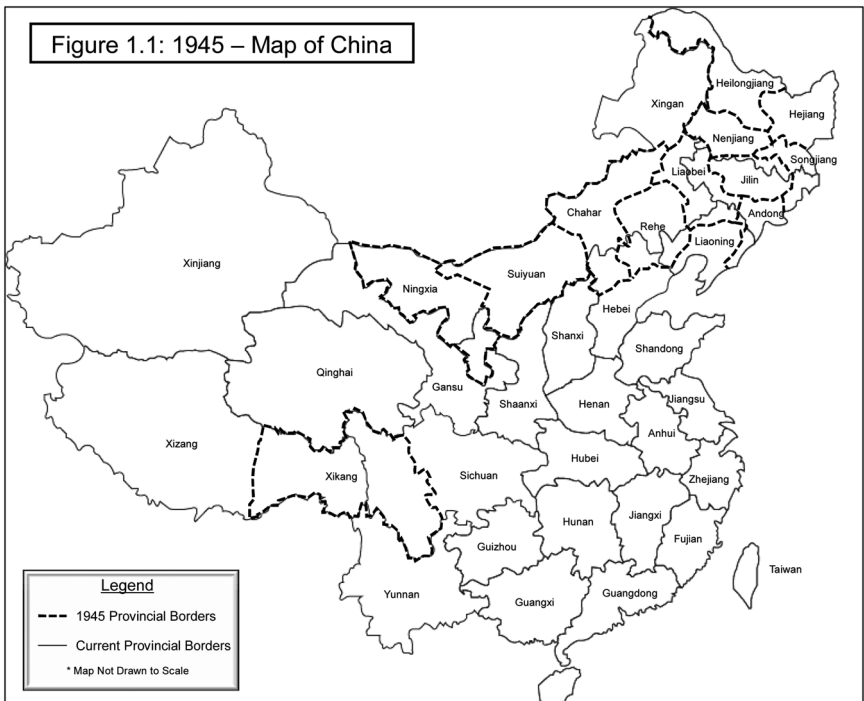 Figure 1.1: 1945 – Map of China
Heilongjiang
Xingan
Hejiang
Nenjiang
Songjiang
Liaobei
Jilin
Chahar
Andong
Rehe
Liaoning
Xinjiang
Suiyuan
Ningxia
Hebei
Shanxi
Shandong
Qinghai
Gansu
Shaanxi
Henan
Jiangsu
Anhui
Xizang
Hubei
Xikang
Sichuan
Zhejiang
Hunan
Jiangxi
Guizhou
Fujian
Taiwan
Yunnan
Guangxi
Guangdong
Legend
1945 Provincial Borders
Current Provincial Borders
* Map Not Drawn to Scale